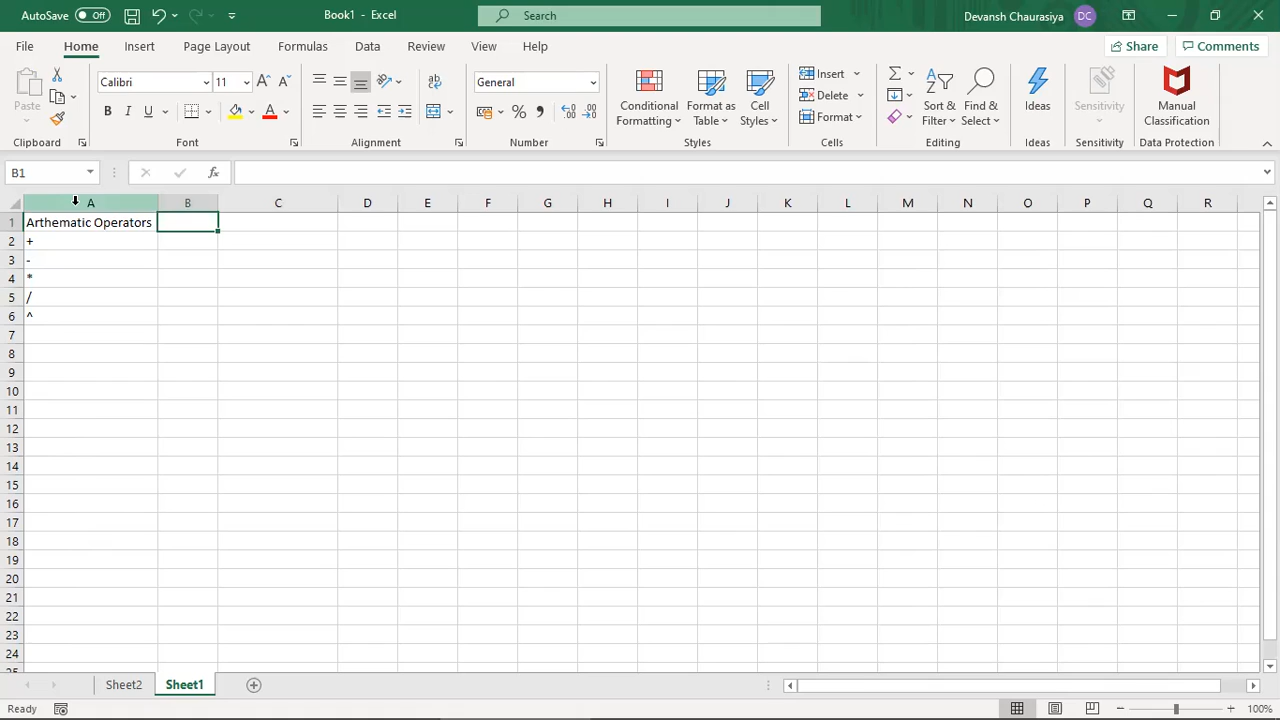 AutoSave Off Book1 - Excel Search Devansh Chaurasiya DC
File Home Insert Page Layout Formulas Data Review View Help Share Comments
Paste Calibri 11 General Conditional Formatting Format as Table Cell Styles Insert Delete Format Sort & Filter Find & Select Ideas Sensitivity Manual Classification
Clipboard Font Alignment Number Styles Cells Editing Ideas Sensitivity Data Protection
B1 fx
A B C D E F G H I J K L M N O P Q R
1 Arthematic Operators
2 +
3 -
4 *
5 /
6 ^
7
8
9
10
11
12
13
14
15
16
17
18
19
20
21
22
23
24
25
Sheet2 Sheet1
Ready 100%